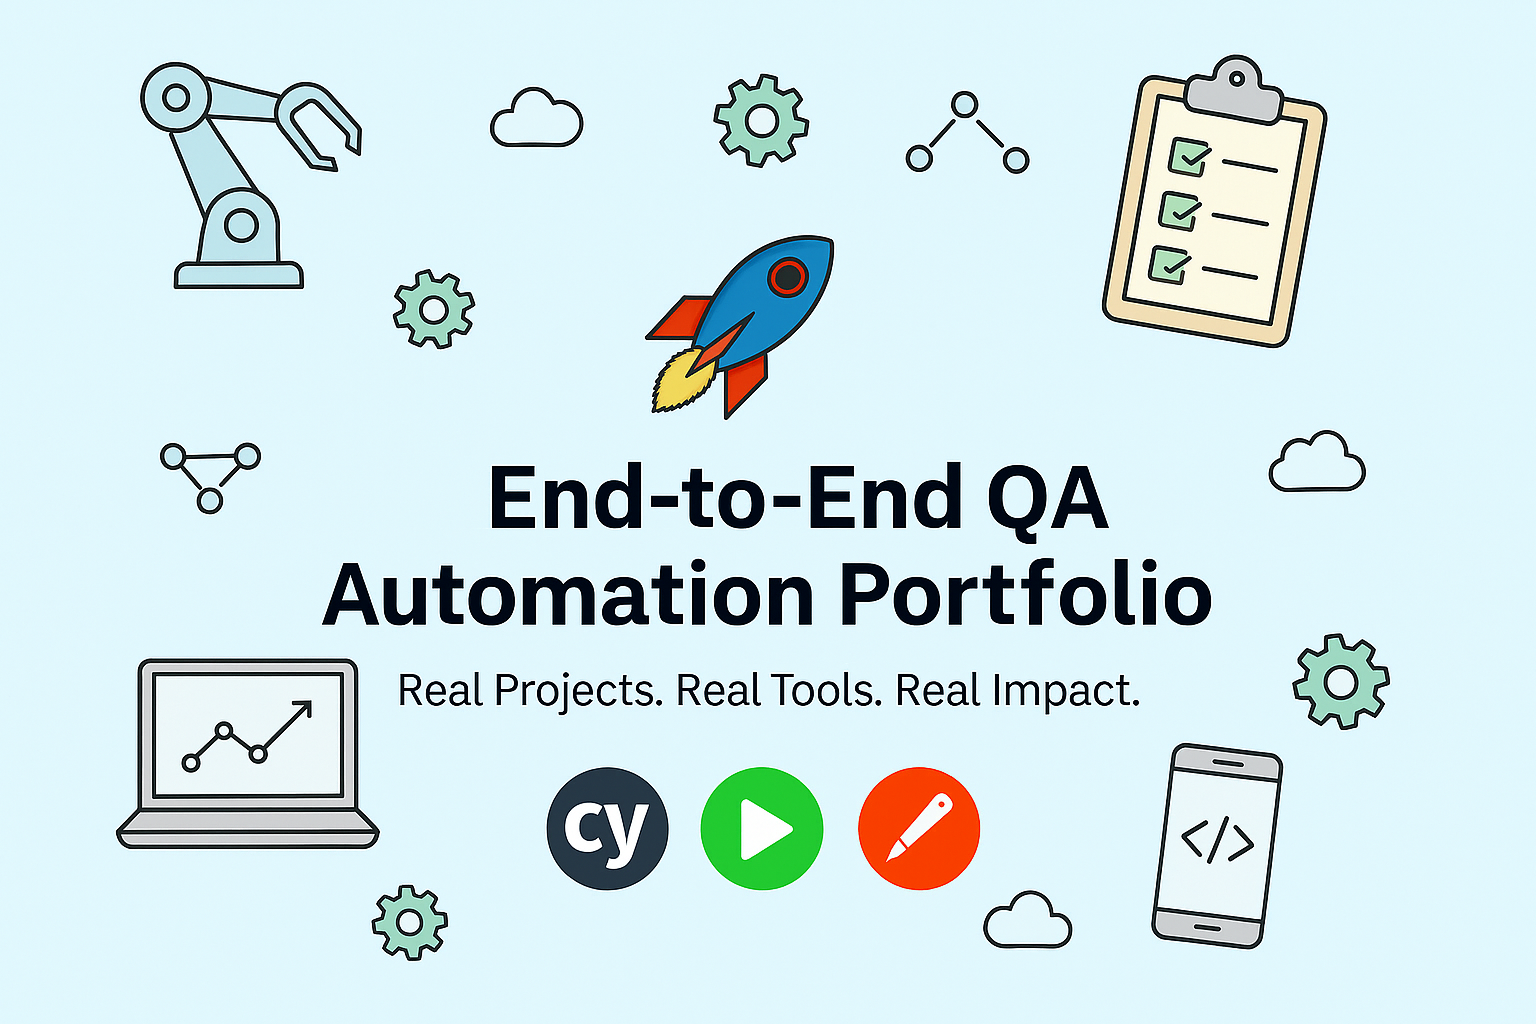 End-to-End QA
Automation Portfolio
Real Projects. Real Tools. Real Impact.
cy
</>